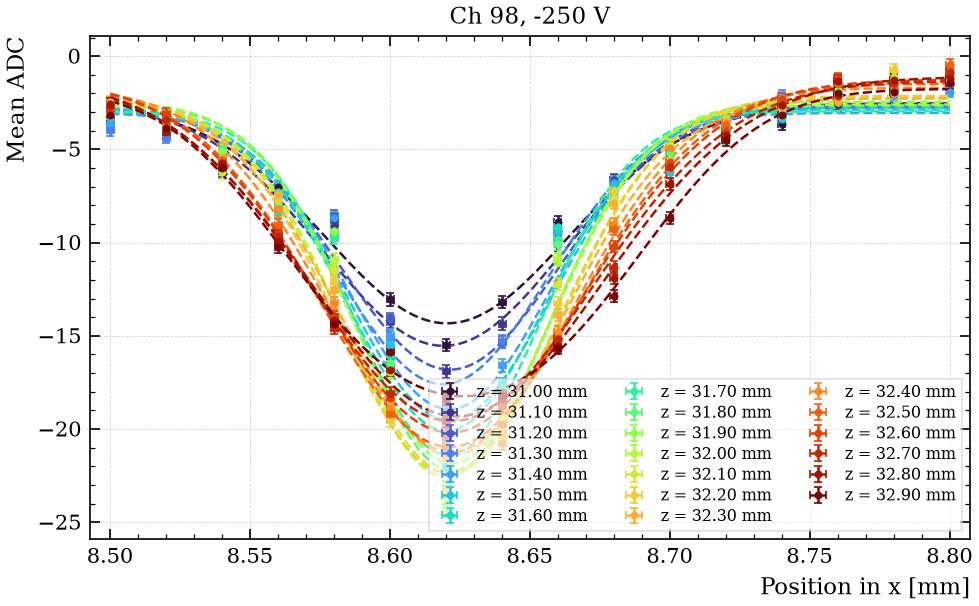 Ch 98, -250 V
Mean ADC
0
−5
−10
−15
−20
−25
z = 31.00 mm
z = 31.10 mm
z = 31.20 mm
z = 31.30 mm
z = 31.40 mm
z = 31.50 mm
z = 31.60 mm
z = 31.70 mm
z = 31.80 mm
z = 31.90 mm
z = 32.00 mm
z = 32.10 mm
z = 32.20 mm
z = 32.30 mm
z = 32.40 mm
z = 32.50 mm
z = 32.60 mm
z = 32.70 mm
z = 32.80 mm
z = 32.90 mm
8.50 8.55 8.60 8.65 8.70 8.75 8.80
Position in x [mm]